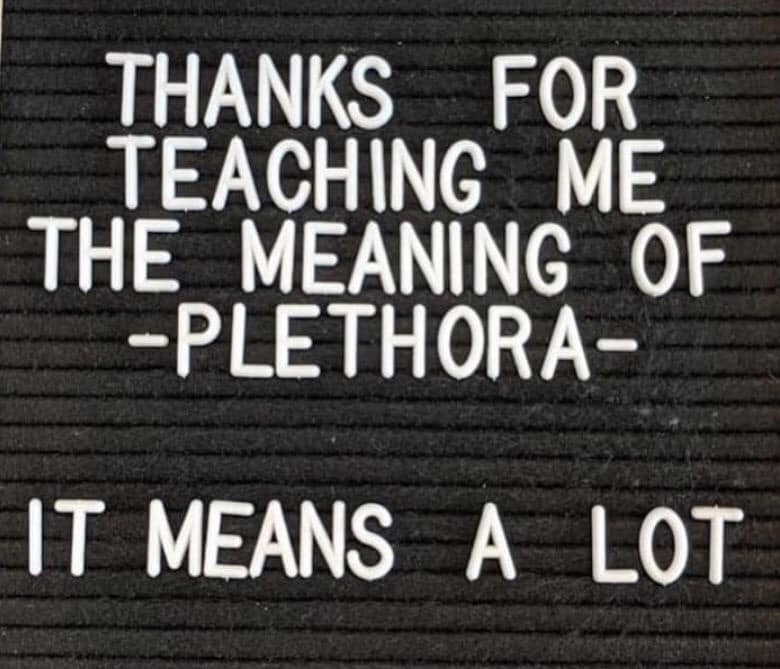 THANKS FOR
TEACHING ME
THE MEANING OF
-PLETHORA-
IT MEANS A LOT